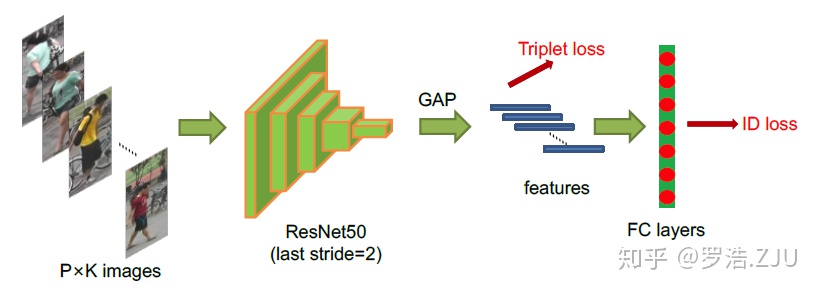 Triplet loss
GAP
ID loss
features
ResNet50
(last stride=2)
FC layers
P×K images
知乎 @罗浩.ZJU